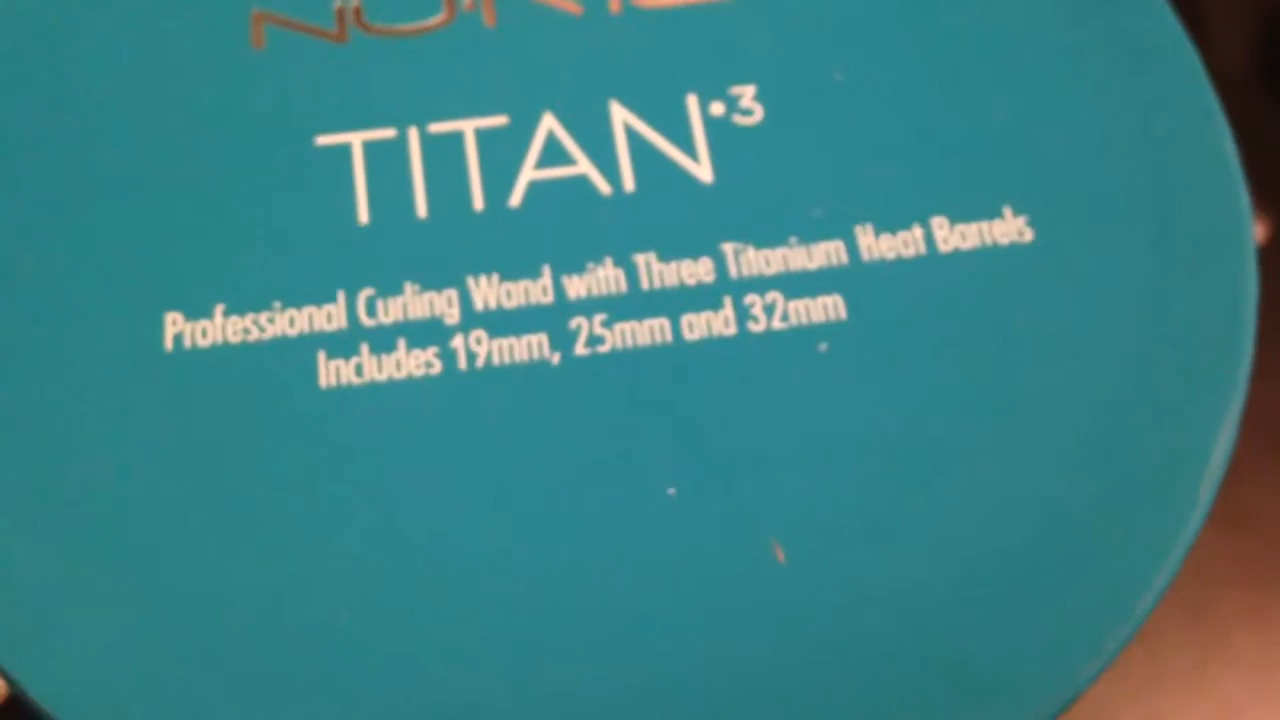 TITAN•3
Professional Curling Wand with Three Titanium Heat Barrels
Includes 19mm, 25mm and 32mm